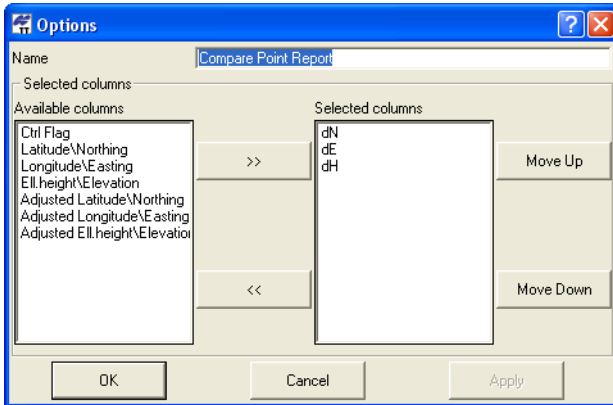 Options
Name
Compare Point Report
Selected columns
Available columns
Selected columns
Ctrl Flag
Latitude\Northing
Longitude\Easting
Ell.height\Elevation
Adjusted Latitude\Northing
Adjusted Longitude\Easting
Adjusted Ell.height\Elevation
>>
<<
dN
dE
dH
Move Up
Move Down
OK
Cancel
Apply